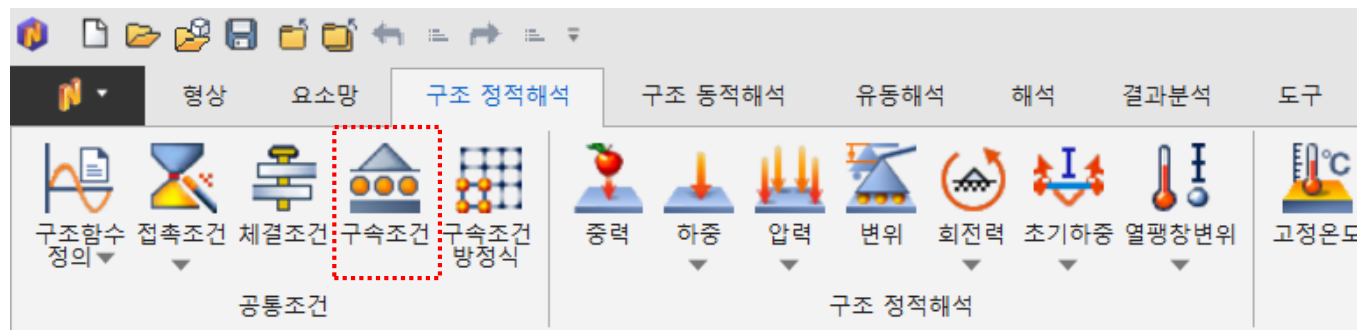 형상 요소망 구조 정적해석 구조 동적해석 유동해석 해석 결과분석 도구
구조함수 접촉조건 체결조건 구속조건 구속조건 중력 하중 압력 변위 회전력 초기하중 열팽창변위 고정온도
정의 방정식
공통조건 구조 정적해석